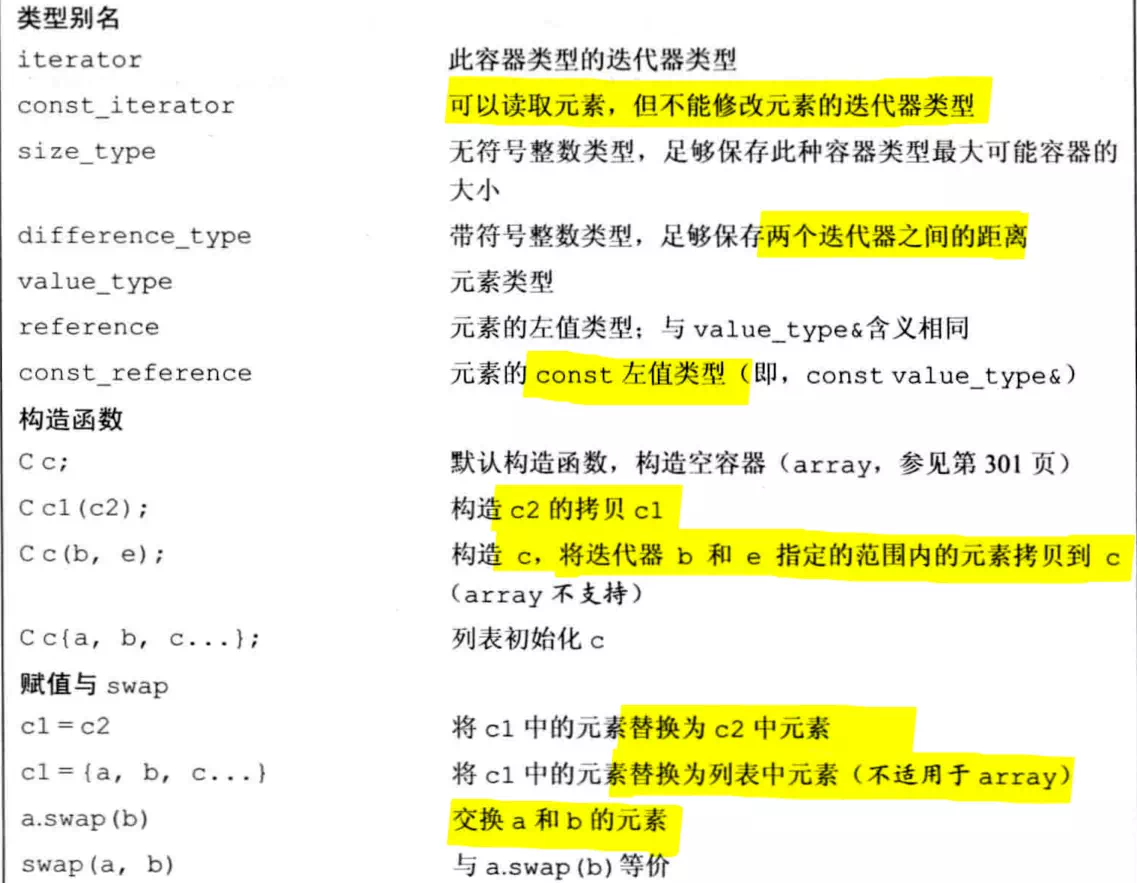 类型别名
iterator 此容器类型的迭代器类型
const_iterator 可以读取元素，但不能修改元素的迭代器类型
size_type 无符号整数类型，足够保存此种容器类型最大可能容器的
大小
difference_type 带符号整数类型，足够保存两个迭代器之间的距离
value_type 元素类型
reference 元素的左值类型；与value_type&含义相同
const_reference 元素的 const 左值类型（即，const value_type&）
构造函数
C c; 默认构造函数，构造空容器（array，参见第 301 页）
C c1(c2); 构造 c2 的拷贝 c1
C c(b, e); 构造 c，将迭代器 b 和 e 指定的范围内的元素拷贝到 c
（array 不支持）
C c{a, b, c...}; 列表初始化 c
赋值与 swap
c1 = c2 将 c1 中的元素替换为 c2 中元素
c1 = {a, b, c...} 将 c1 中的元素替换为列表中元素（不适用于 array）
a.swap(b) 交换 a 和 b 的元素
swap(a, b) 与 a.swap(b) 等价